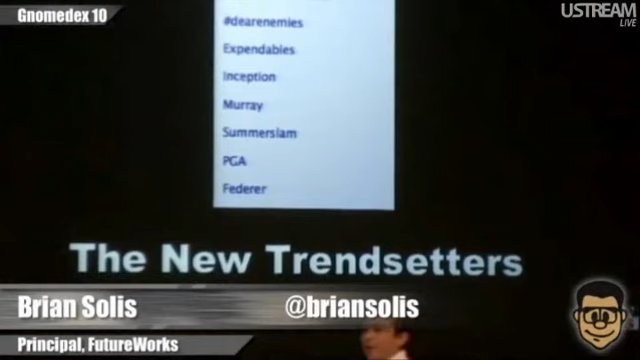 Gnomedex 10
USTREAM
LIVE
#dearenemies
Expendables
Inception
Murray
Summerslam
PGA
Federer
The New Trendsetters
Brian Solis
@briansolis
Principal, FutureWorks